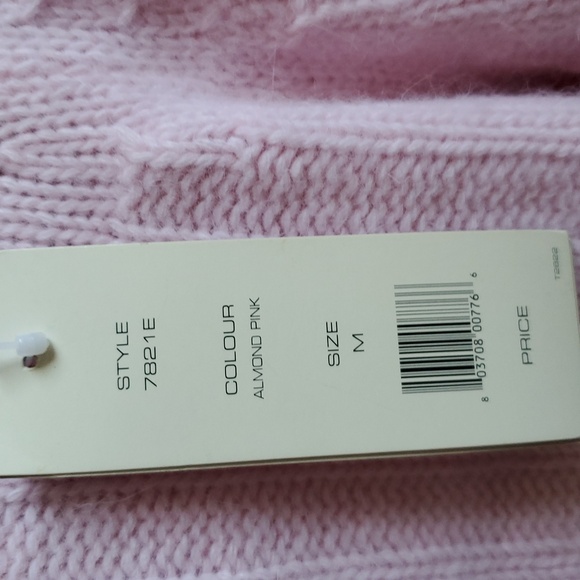 STYLE
7821E
COLOUR
ALMOND PINK
SIZE
M
8 03708 00776 6
PRICE